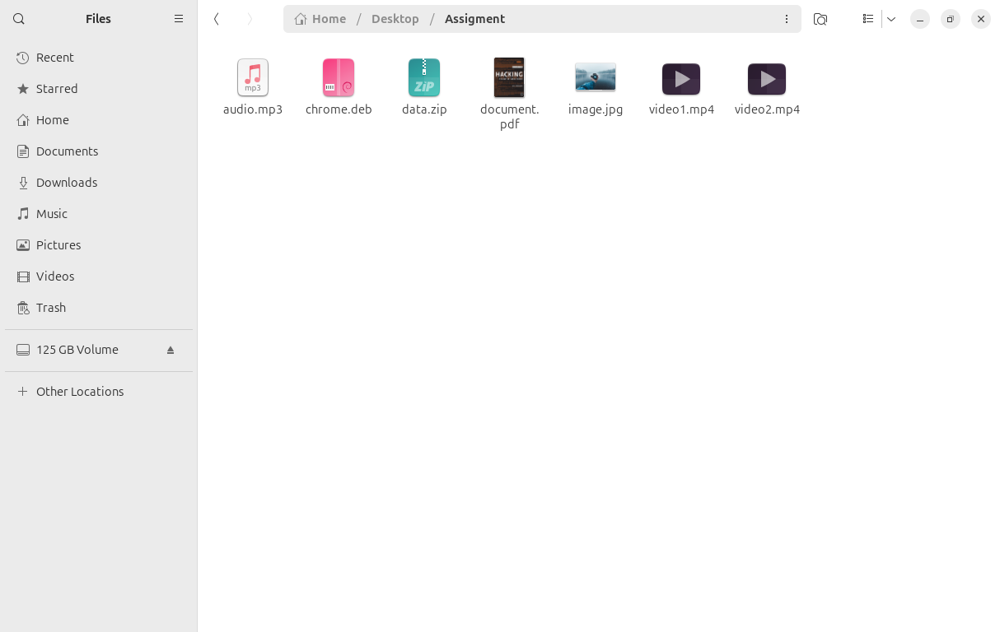 Files
Home / Desktop / Assigment
Recent
Starred
Home
Documents
Downloads
Music
Pictures
Videos
Trash
125 GB Volume
Other Locations
mp3
ZiP
HACKING
audio.mp3
chrome.deb
data.zip
document.
pdf
image.jpg
video1.mp4
video2.mp4